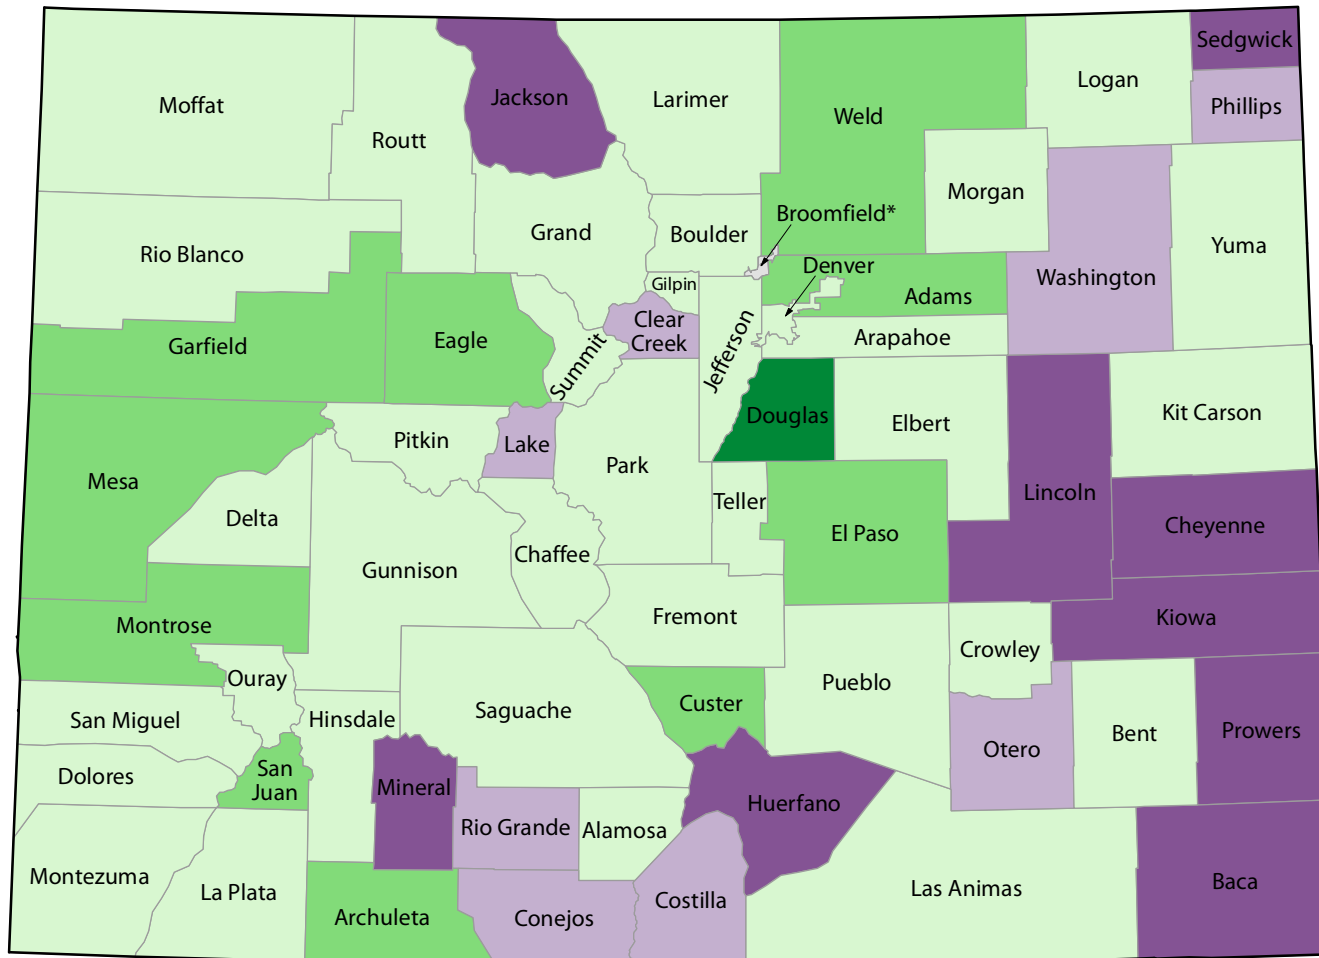 Sedgwick
Jackson
Logan
Moffat
Larimer
Phillips
Weld
Routt
Morgan
Broomfield*
Grand
Boulder
Yuma
Rio Blanco
Denver
Washington
Gilpin
Adams
Clear
Creek
Eagle
Arapahoe
Garfield
Jefferson
Summit
Kit Carson
Douglas
Elbert
Pitkin
Lake
Park
Mesa
Lincoln
Teller
Delta
Cheyenne
El Paso
Chaffee
Gunnison
Fremont
Kiowa
Montrose
Crowley
Ouray
Pueblo
Custer
Saguache
San Miguel
Hinsdale
Bent
Prowers
Otero
San
Juan
Dolores
Mineral
Huerfano
Rio Grande
Alamosa
Montezuma
Baca
Las Animas
La Plata
Costilla
Archuleta
Conejos